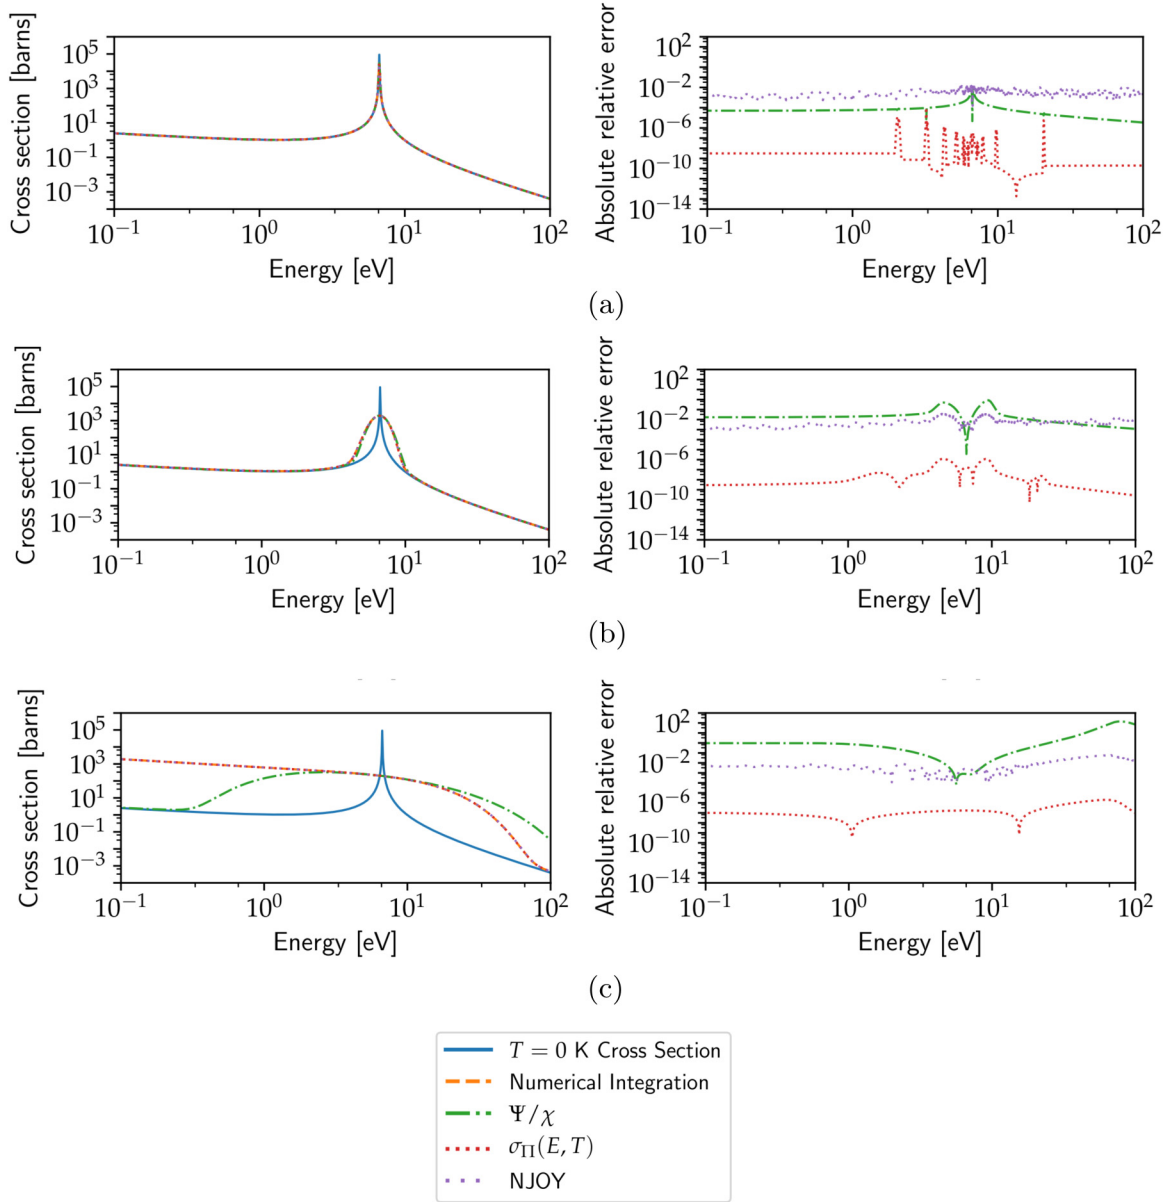 Cross section [barns]
10^5
10^3
10^1
10^-1
10^-3
10^-1
10^0
10^1
10^2
Energy [eV]
Absolute relative error
10^2
10^-2
10^-6
10^-10
10^-14
10^-1
10^0
10^1
10^2
Energy [eV]
(a)
Cross section [barns]
10^5
10^3
10^1
10^-1
10^-3
10^-1
10^0
10^1
10^2
Energy [eV]
Absolute relative error
10^2
10^-2
10^-6
10^-10
10^-14
10^-1
10^0
10^1
10^2
Energy [eV]
(b)
Cross section [barns]
10^5
10^3
10^1
10^-1
10^-3
10^-1
10^0
10^1
10^2
Energy [eV]
Absolute relative error
10^2
10^-2
10^-6
10^-10
10^-14
10^-1
10^0
10^1
10^2
Energy [eV]
(c)
T = 0 K Cross Section
Numerical Integration
Ψ/χ
σ_Π(E, T)
NJOY